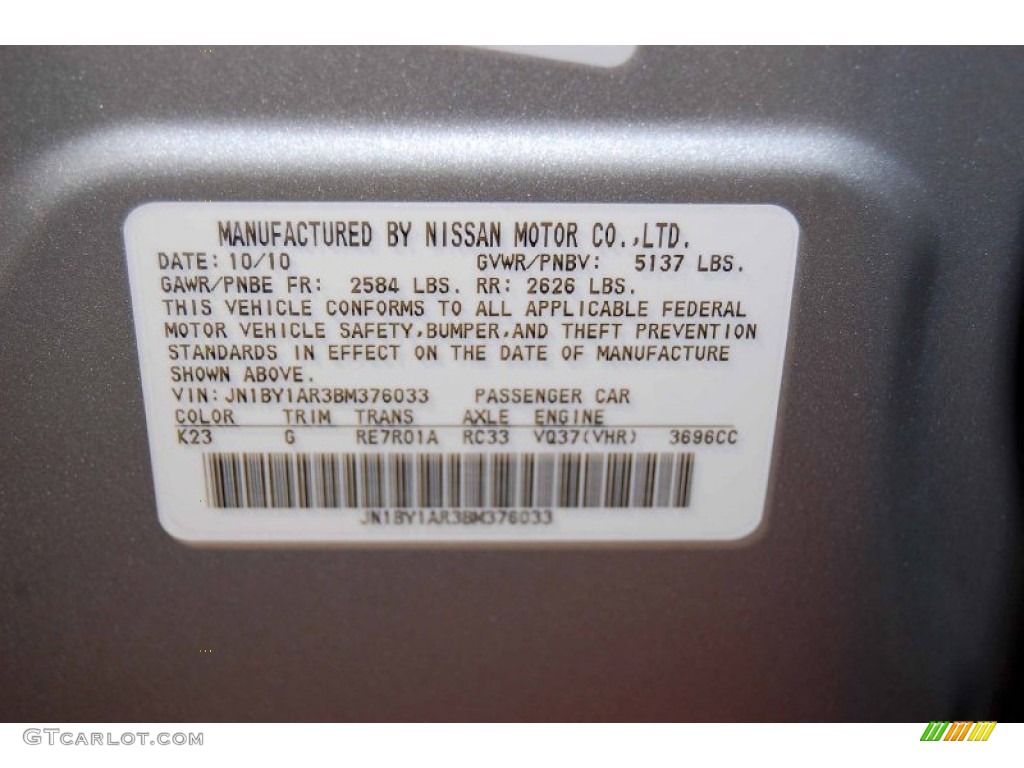 MANUFACTURED BY NISSAN MOTOR CO.,LTD.
DATE: 10/10 GVWR/PNBV: 5137 LBS.
GAWR/PNBE FR: 2584 LBS. RR: 2626 LBS.
THIS VEHICLE CONFORMS TO ALL APPLICABLE FEDERAL
MOTOR VEHICLE SAFETY,BUMPER,AND THEFT PREVENTION
STANDARDS IN EFFECT ON THE DATE OF MANUFACTURE
SHOWN ABOVE.
VIN: JN1BY1AR3BM376033 PASSENGER CAR
COLOR TRIM TRANS AXLE ENGINE
K23 G RE7R01A RC33 VQ37(VHR) 3696CC
JN1BY1AR3BM376033
GTCARLOT.COM